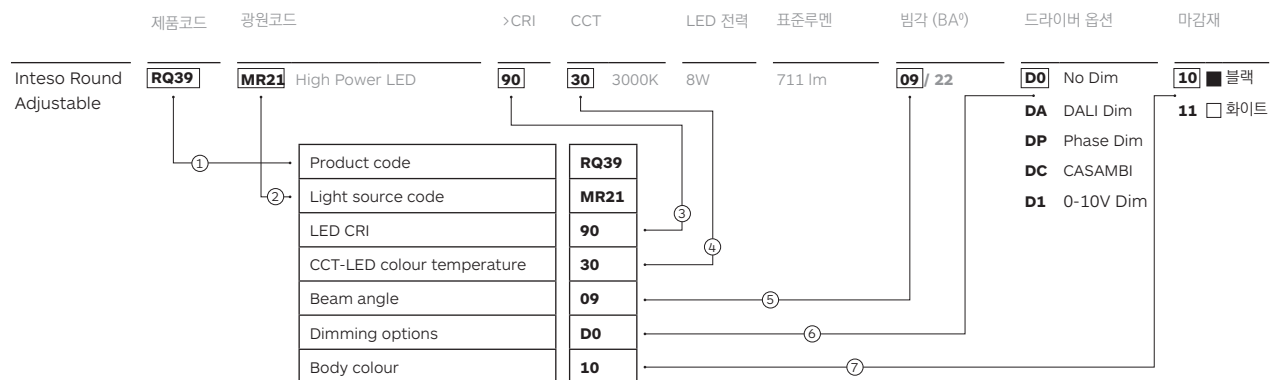 제품코드 광원코드 >CRI CCT LED 전력 표준루멘 빔각 (BAº) 드라이버 옵션 마감재
Inteso Round RQ39 MR21 High Power LED 90 30 3000K 8W 711 lm 09 / 22 D0 No Dim 10 블랙
Adjustable DA DALI Dim 11 화이트
DP Phase Dim
DC CASAMBI
D1 0-10V Dim
① Product code RQ39
② Light source code MR21
③
LED CRI 90
④
CCT-LED colour temperature 30
Beam angle 09 ⑤
Dimming options D0 ⑥
Body colour 10 ⑦